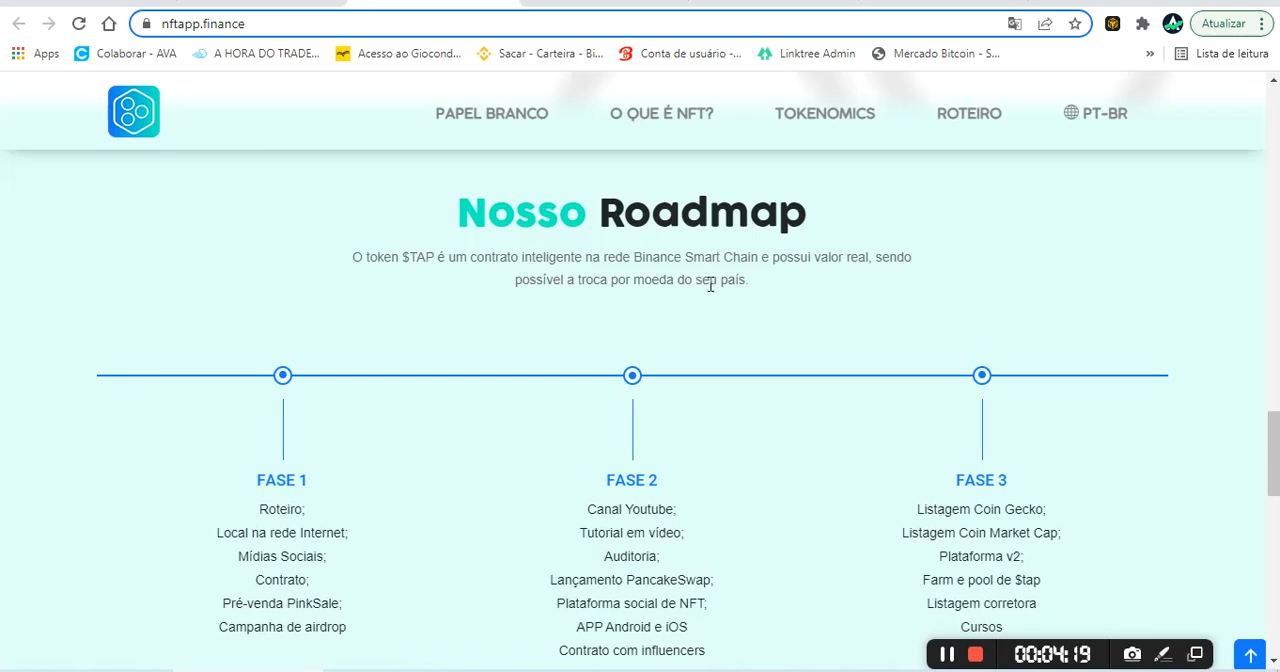 nftapp.finance
Atualizar
Apps
Colaborar - AVA
A HORA DO TRADE...
Acesso ao Giocond...
Sacar - Carteira - Bi...
Conta de usuário -...
Linktree Admin
Mercado Bitcoin - S...
»
Lista de leitura
PAPEL BRANCO
O QUE É NFT?
TOKENOMICS
ROTEIRO
PT-BR
Nosso Roadmap
O token $TAP é um contrato inteligente na rede Binance Smart Chain e possui valor real, sendo
possível a troca por moeda do seu país.
FASE 1
Roteiro;
Local na rede Internet;
Mídias Sociais;
Contrato;
Pré-venda PinkSale;
Campanha de airdrop
FASE 2
Canal Youtube;
Tutorial em vídeo;
Auditoria;
Lançamento PancakeSwap;
Plataforma social de NFT;
APP Android e iOS
Contrato com influencers
FASE 3
Listagem Coin Gecko;
Listagem Coin Market Cap;
Plataforma v2;
Farm e pool de $tap
Listagem corretora
Cursos
00:04:19